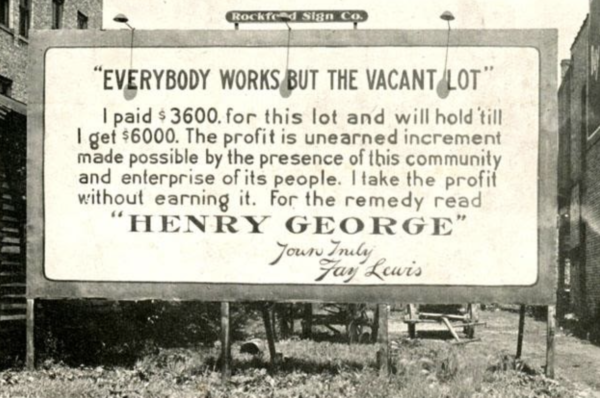 Rockford Sign Co.
"EVERYBODY WORKS BUT THE VACANT LOT"
I paid $3600. for this lot and will hold 'till
I get $6000. The profit is unearned increment
made possible by the presence of this community
and enterprise of its people. I take the profit
without earning it. For the remedy read
"HENRY GEORGE"
Yours Truly
Fay Lewis